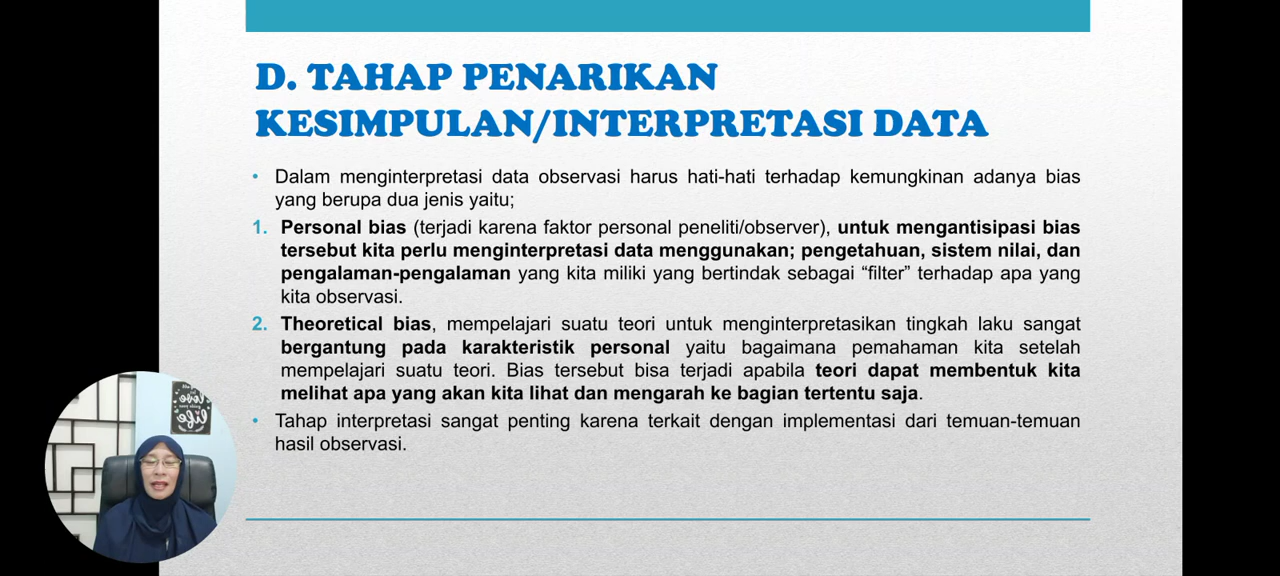 D. TAHAP PENARIKAN
KESIMPULAN/INTERPRETASI DATA
• Dalam menginterpretasi data observasi harus hati-hati terhadap kemungkinan adanya bias
yang berupa dua jenis yaitu;
1. Personal bias (terjadi karena faktor personal peneliti/observer), untuk mengantisipasi bias
tersebut kita perlu menginterpretasi data menggunakan; pengetahuan, sistem nilai, dan
pengalaman-pengalaman yang kita miliki yang bertindak sebagai “filter” terhadap apa yang
kita observasi.
2. Theoretical bias, mempelajari suatu teori untuk menginterpretasikan tingkah laku sangat
bergantung pada karakteristik personal yaitu bagaimana pemahaman kita setelah
mempelajari suatu teori. Bias tersebut bisa terjadi apabila teori dapat membentuk kita
melihat apa yang akan kita lihat dan mengarah ke bagian tertentu saja.
• Tahap interpretasi sangat penting karena terkait dengan implementasi dari temuan-temuan
hasil observasi.
love
life